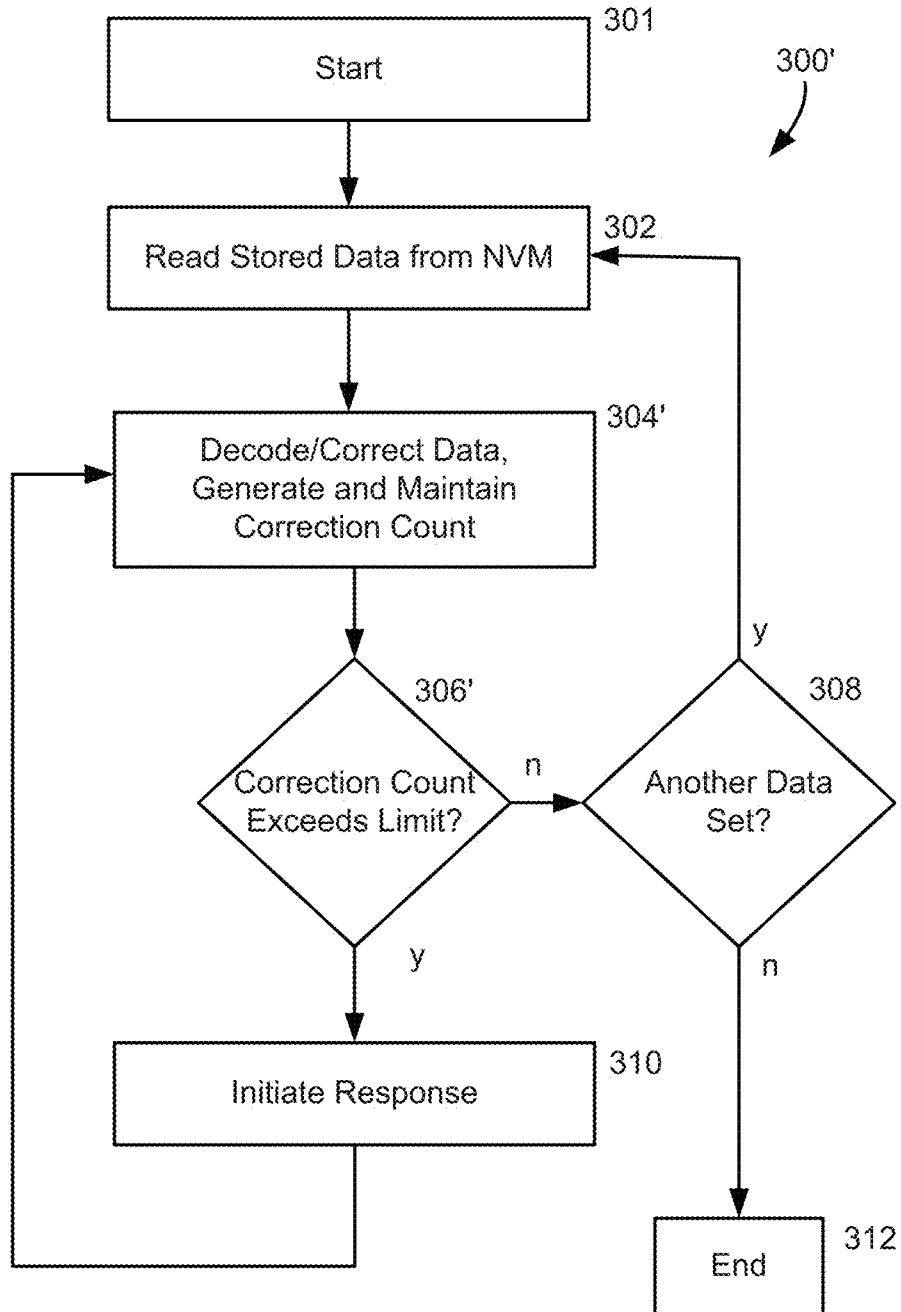 301
Start
300'
302
Read Stored Data from NVM
304'
Decode/Correct Data,
Generate and Maintain
Correction Count
y
306'
308
Correction Count
Exceeds Limit?
n
Another Data
Set?
y
n
310
Initiate Response
312
End